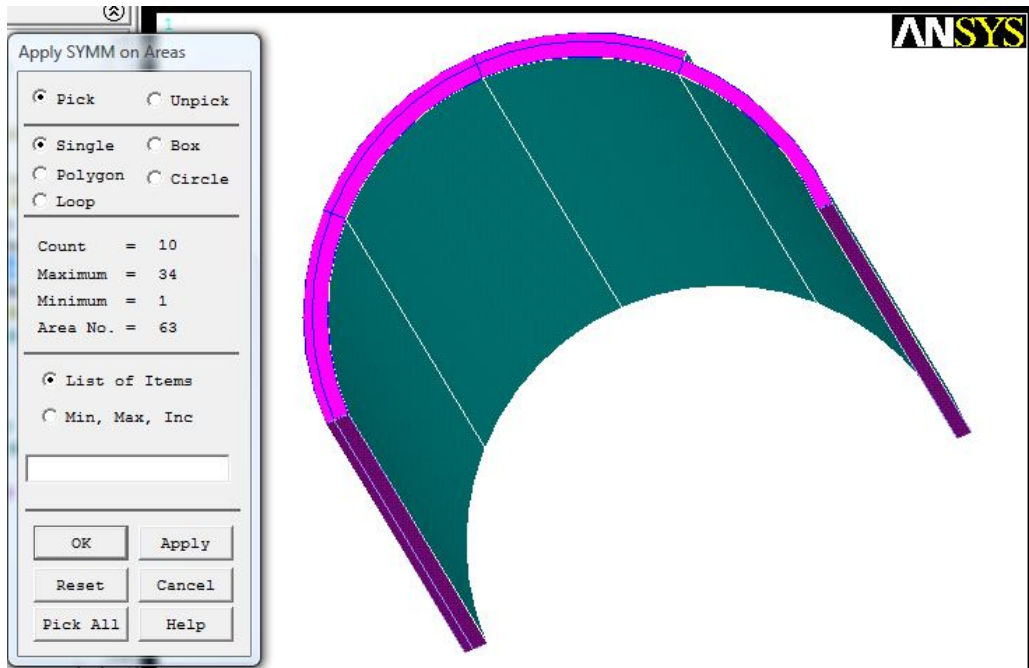 Apply SYMM on Areas
Pick Unpick
Single Box
Polygon Circle
Loop
Count = 10
Maximum = 34
Minimum = 1
Area No. = 63
List of Items
Min, Max, Inc
OK Apply
Reset Cancel
Pick All Help
1
ANSYS